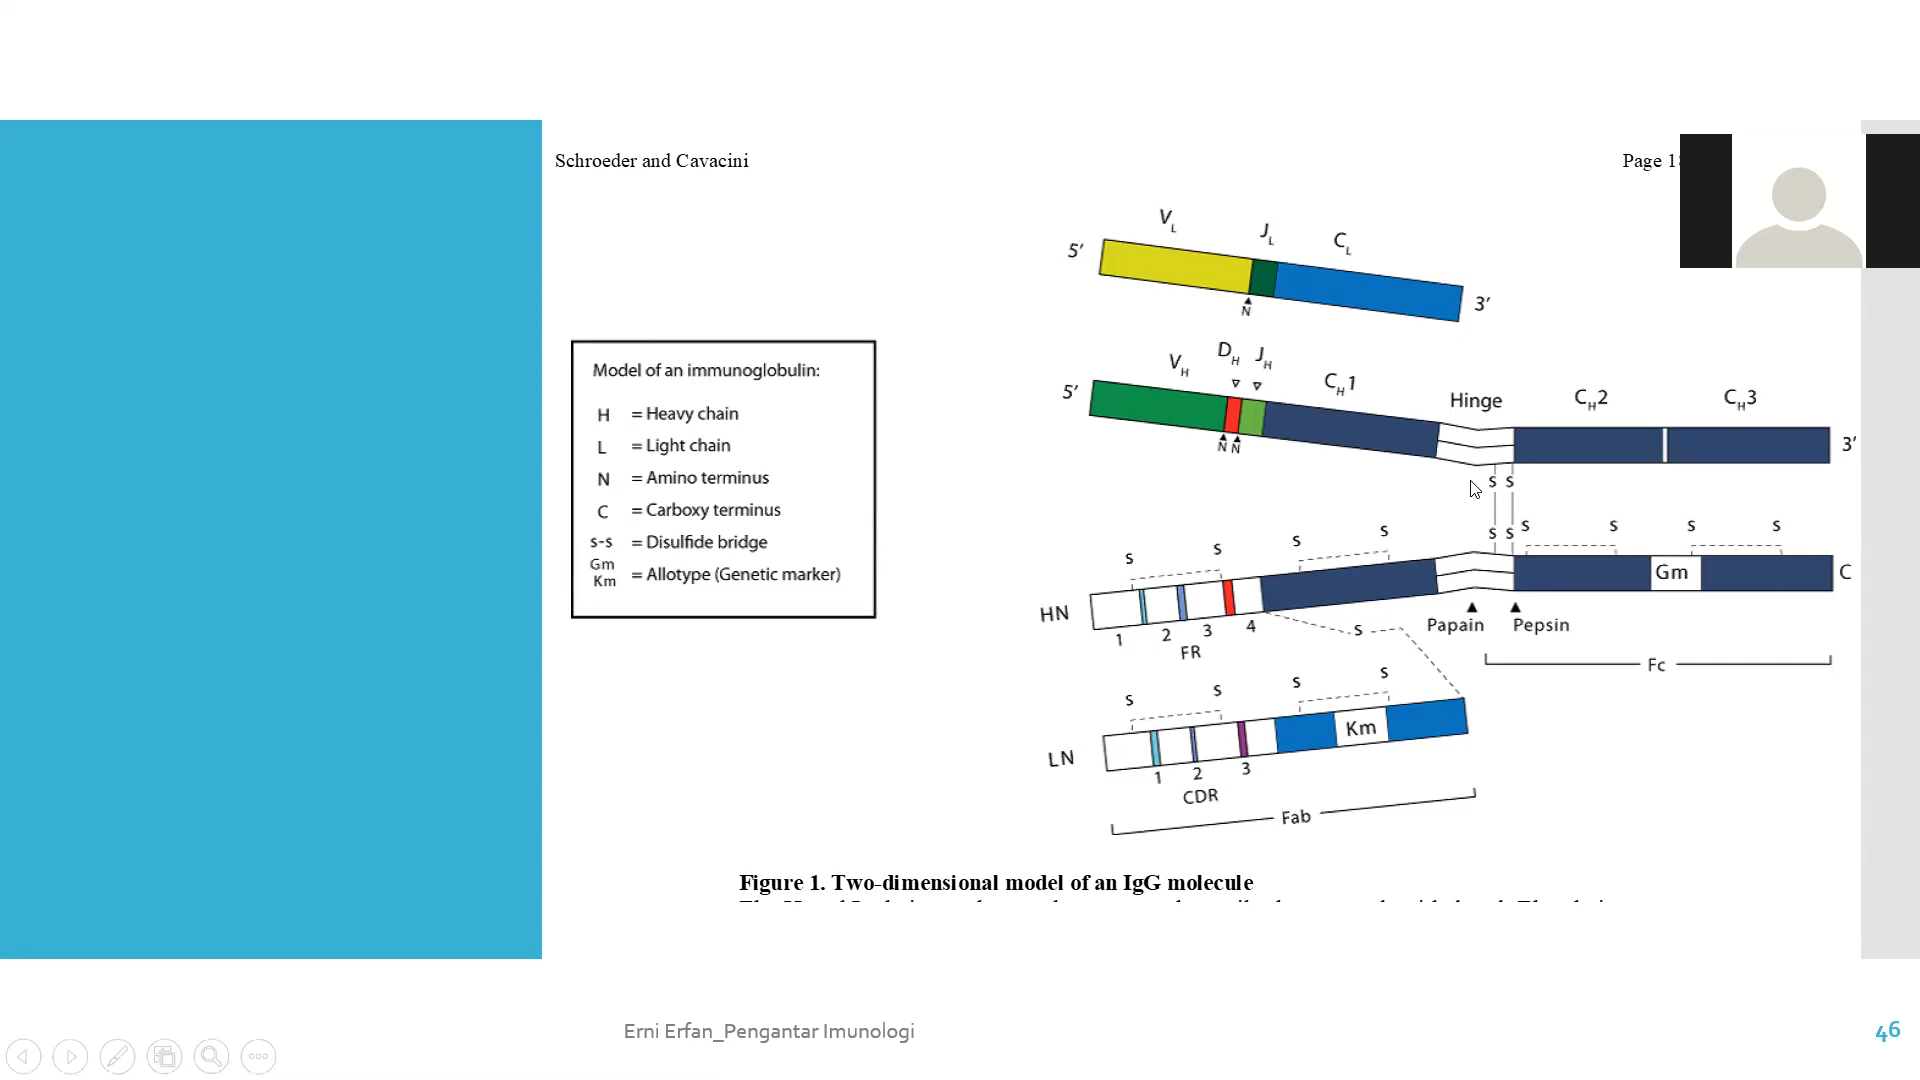 Schroeder and Cavacini
Page 1
V L
J L
C L
5′
3′
N
Model of an immunoglobulin:
H = Heavy chain
L = Light chain
N = Amino terminus
C = Carboxy terminus
s-s = Disulfide bridge
Gm
Km = Allotype (Genetic marker)
V H
D H
J H
C H 1
Hinge
C H 2
C H 3
5′
3′
N N
S S
S S
S S S S
S S S S
HN
Gm
C
1 2 3 4
FR
Papain
Pepsin
S
Fc
S S S S
LN
Km
1 2 3
CDR
Fab
Figure 1. Two-dimensional model of an IgG molecule
Erni Erfan_Pengantar Imunologi
46